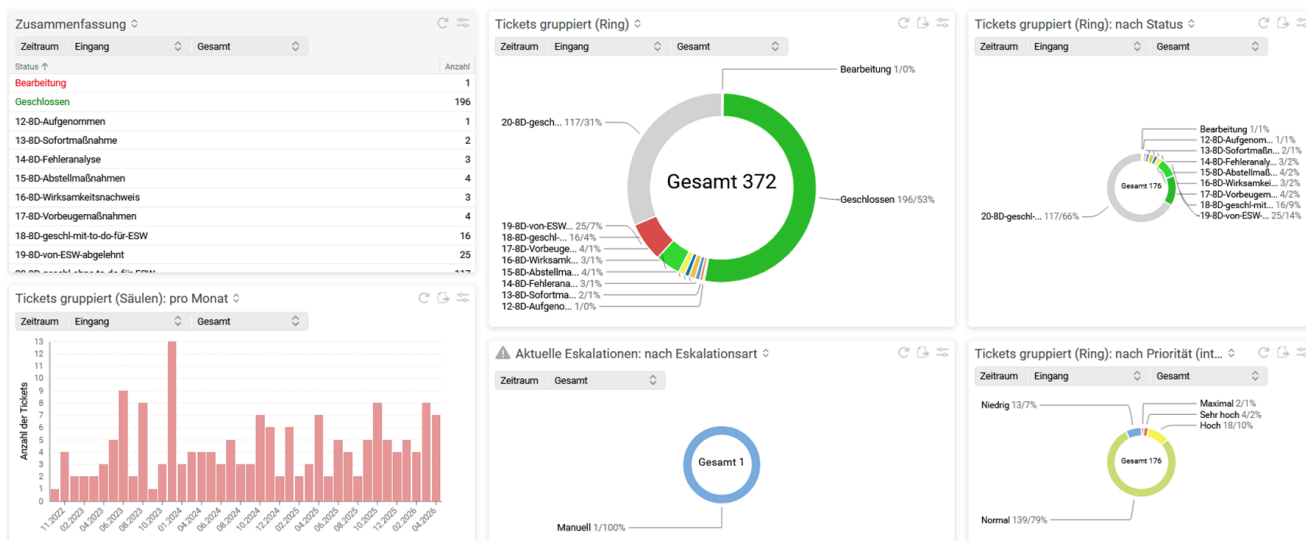 Zusammenfassung
Zeitraum Eingang Gesamt
Status Anzahl
Bearbeitung 1
Geschlossen 196
12-8D-Aufgenommen 1
13-8D-Sofortmaßnahme 2
14-8D-Fehleranalyse 3
15-8D-Abstellmaßnahmen 4
16-8D-Wirksamkeitsnachweis 3
17-8D-Vorbeugemaßnahmen 4
18-8D-geschl-mit-to-do-für-ESW 16
19-8D-von-ESW-abgelehnt 25
Tickets gruppiert (Säulen): pro Monat
Zeitraum Eingang Gesamt
Anzahl der Tickets
13
12
11
10
9
8
7
6
5
4
3
2
1
0
11.2022
02.2023
04.2023
06.2023
08.2023
10.2023
01.2024
04.2024
06.2024
08.2024
10.2024
12.2024
02.2025
04.2025
06.2025
08.2025
10.2025
12.2025
02.2026
04.2026
Tickets gruppiert (Ring)
Zeitraum Eingang Gesamt
Bearbeitung 1/0%
20-8D-gesch... 117/31%
Gesamt 372
Geschlossen 196/53%
19-8D-von-ESW... 25/7%
18-8D-geschl-... 16/4%
17-8D-Vorbeuge... 4/1%
16-8D-Wirksamk... 3/1%
15-8D-Abstellma... 4/1%
14-8D-Fehlerana... 3/1%
13-8D-Sofortma... 2/1%
12-8D-Aufgeno... 1/0%
Aktuelle Eskalationen: nach Eskalationsart
Zeitraum Gesamt
Gesamt 1
Manuell 1/100%
Tickets gruppiert (Ring): nach Status
Zeitraum Eingang Gesamt
Bearbeitung 1/1%
12-8D-Aufgenom... 1/1%
13-8D-Sofortmaßn... 2/1%
14-8D-Fehleranaly... 3/2%
15-8D-Abstellmaß... 4/2%
16-8D-Wirksamkei... 3/2%
17-8D-Vorbeugem... 4/2%
18-8D-geschl-mit... 16/9%
19-8D-von-ESW-... 25/14%
Gesamt 176
20-8D-geschl-... 117/66%
Tickets gruppiert (Ring): nach Priorität (int...
Zeitraum Eingang Gesamt
Niedrig 13/7%
Maximal 2/1%
Sehr hoch 4/2%
Hoch 18/10%
Gesamt 176
Normal 139/79%